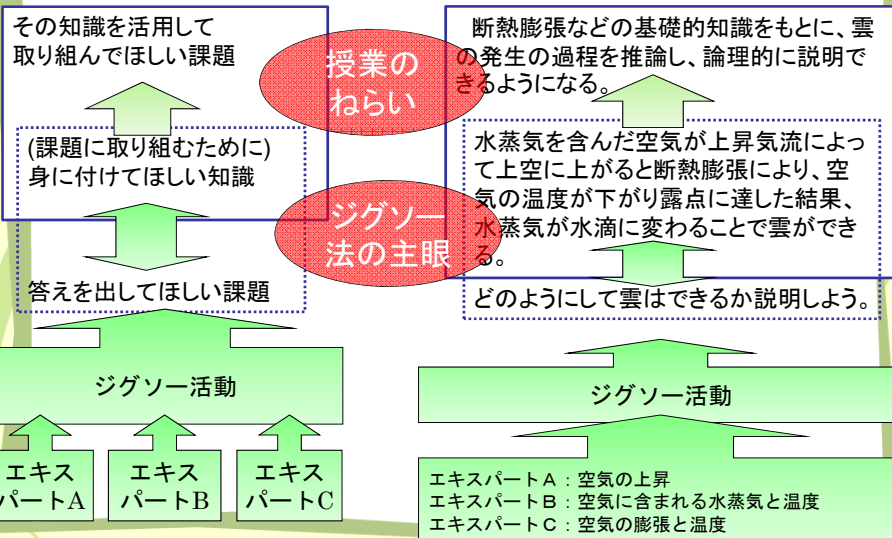 その知識を活用して
取り組んでほしい課題
(課題に取り組むために)
身に付けてほしい知識
答えを出してほしい課題
ジグソー活動
エキス
パートA
エキス
パートB
エキス
パートC
授業の
ねらい
ジグソー
法の主眼
断熱膨張などの基礎的知識をもとに、雲
の発生の過程を推論し、論理的に説明で
きるようになる。
水蒸気を含んだ空気が上昇気流によっ
て上空に上がると断熱膨張により、空
気の温度が下がり露点に達した結果、
水蒸気が水滴に変わることで雲ができ
る。
どのようにして雲はできるか説明しよう。
ジグソー活動
エキスパートA：空気の上昇
エキスパートB：空気に含まれる水蒸気と温度
エキスパートC：空気の膨張と温度